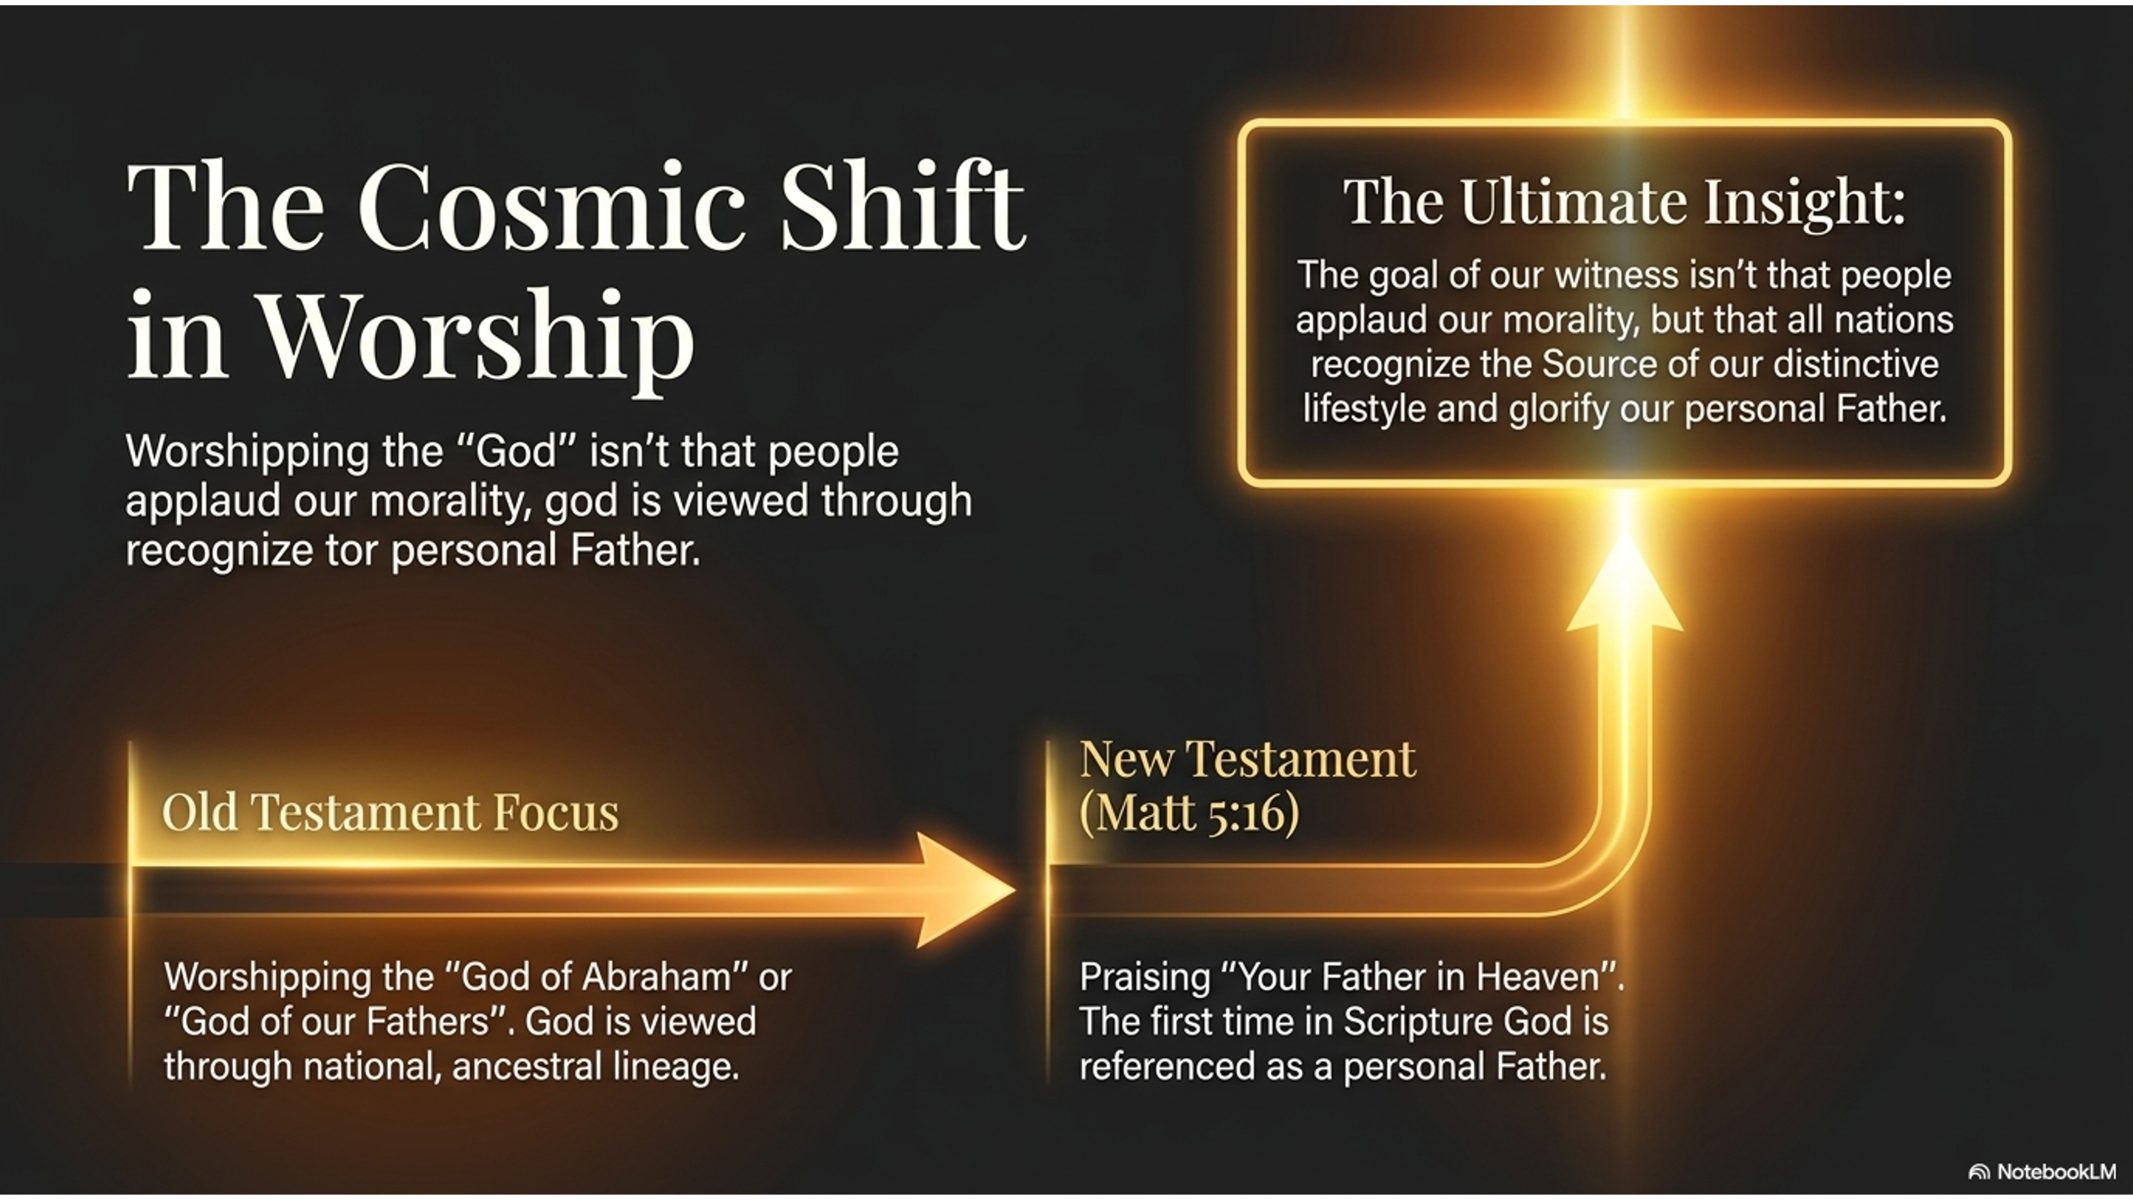 The Cosmic Shift
in Worship
Worshipping the “God” isn’t that people
applaud our morality, god is viewed through
recognize tor personal Father.
The Ultimate Insight:
The goal of our witness isn’t that people
applaud our morality, but that all nations
recognize the Source of our distinctive
lifestyle and glorify our personal Father.
Old Testament Focus
Worshipping the “God of Abraham” or
“God of our Fathers”. God is viewed
through national, ancestral lineage.
New Testament
(Matt 5:16)
Praising “Your Father in Heaven”.
The first time in Scripture God is
referenced as a personal Father.
NotebookLM